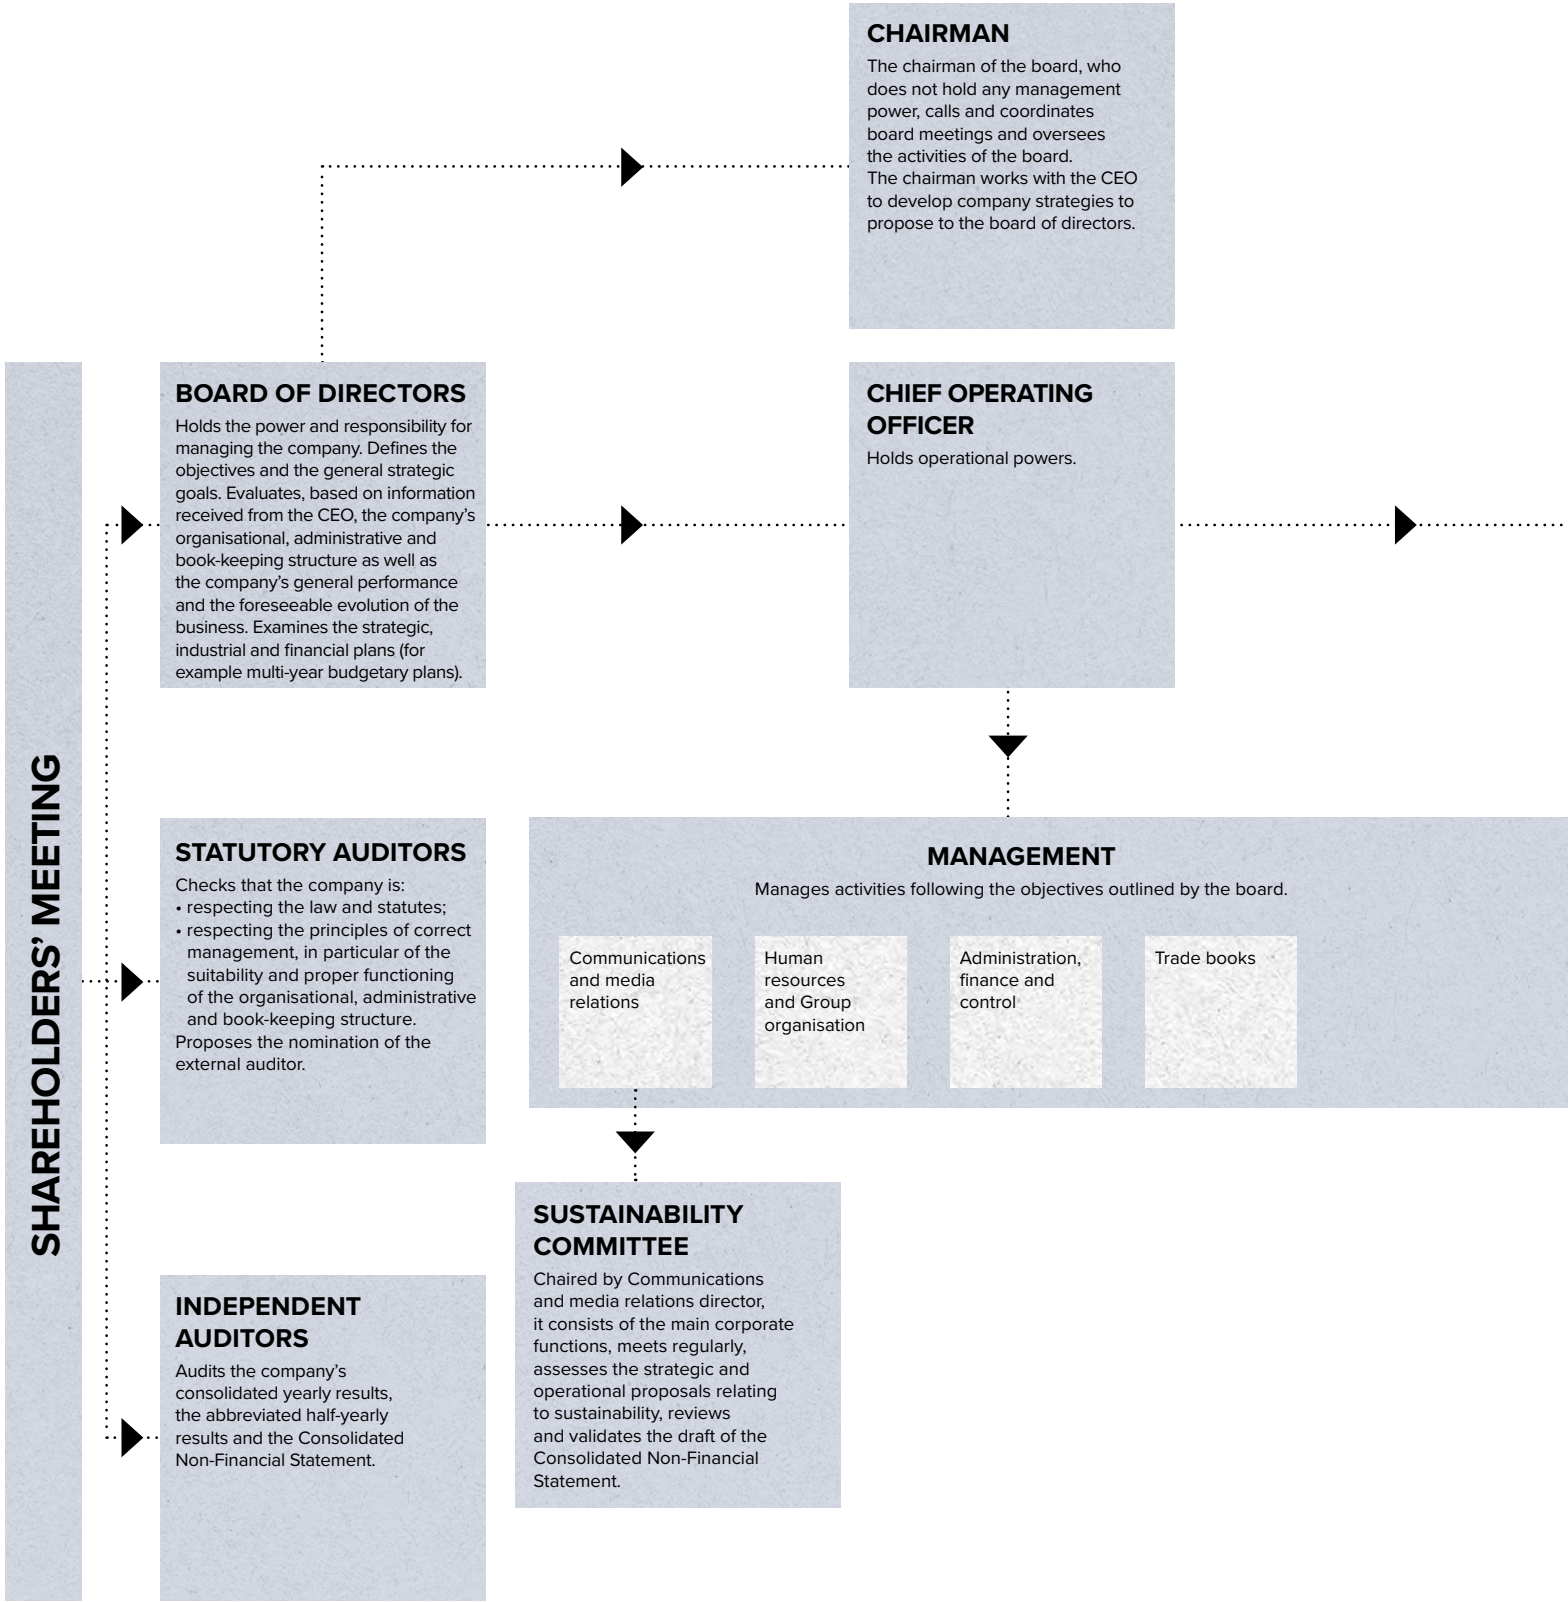 CHAIRMAN
The chairman of the board, who
does not hold any management
power, calls and coordinates
board meetings and oversees
the activities of the board.
The chairman works with the CEO
to develop company strategies to
propose to the board of directors.
SHAREHOLDERS’ MEETING
BOARD OF DIRECTORS
Holds the power and responsibility for
managing the company. Defines the
objectives and the general strategic
goals. Evaluates, based on information
received from the CEO, the company’s
organisational, administrative and
book-keeping structure as well as
the company’s general performance
and the foreseeable evolution of the
business. Examines the strategic,
industrial and financial plans (for
example multi-year budgetary plans).
CHIEF OPERATING
OFFICER
Holds operational powers.
STATUTORY AUDITORS
Checks that the company is:
• respecting the law and statutes;
• respecting the principles of correct
management, in particular of the
suitability and proper functioning
of the organisational, administrative
and book-keeping structure.
Proposes the nomination of the
external auditor.
MANAGEMENT
Manages activities following the objectives outlined by the board.
Communications
and media
relations
Human
resources
and Group
organisation
Administration,
finance and
control
Trade books
SUSTAINABILITY
COMMITTEE
Chaired by Communications
and media relations director,
it consists of the main corporate
functions, meets regularly,
assesses the strategic and
operational proposals relating
to sustainability, reviews
and validates the draft of the
Consolidated Non-Financial
Statement.
INDEPENDENT
AUDITORS
Audits the company’s
consolidated yearly results,
the abbreviated half-yearly
results and the Consolidated
Non-Financial Statement.